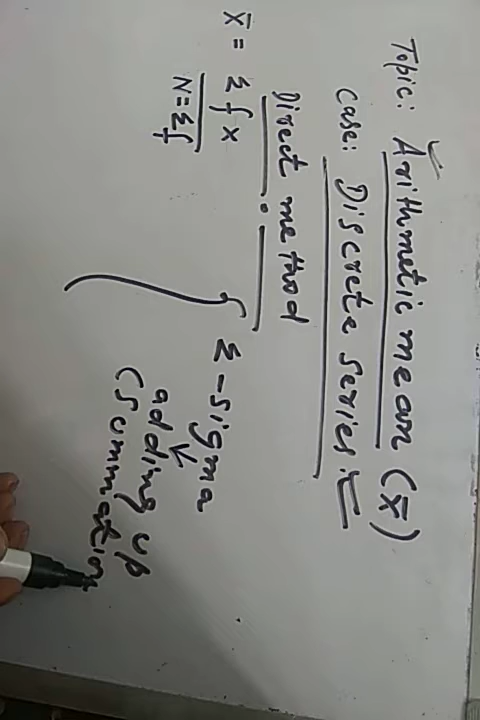 Topic: Arithmetic mean (X̄)
Case: Discrete series:
Direct method:
X̄ = Σfx
N=Σf
Σ - sigma
↓
adding up
(summation